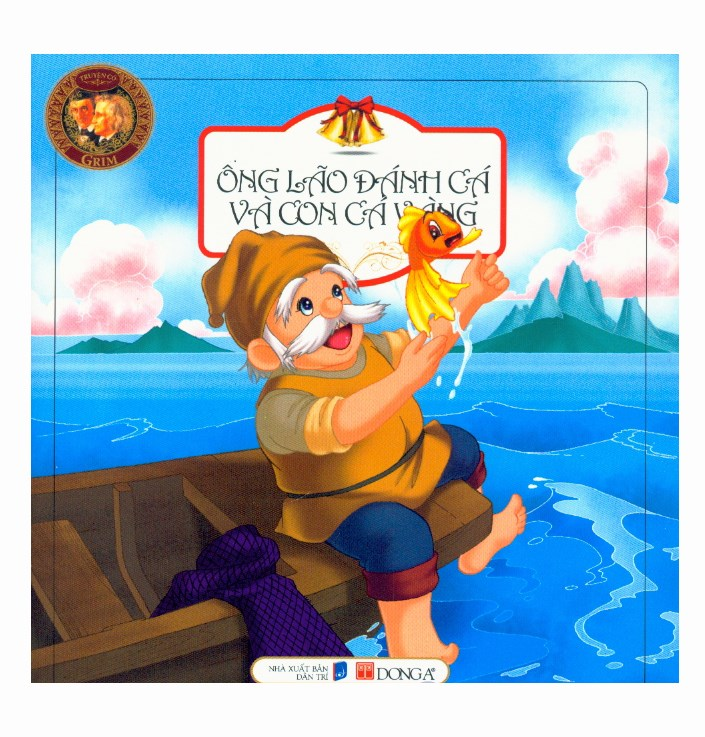 TRUYỆN CỔ
GRIM
ÔNG LÃO ĐÁNH CÁ
VÀ CON CÁ VÀNG
NHÀ XUẤT BẢN
DÂN TRÍ
DONG A